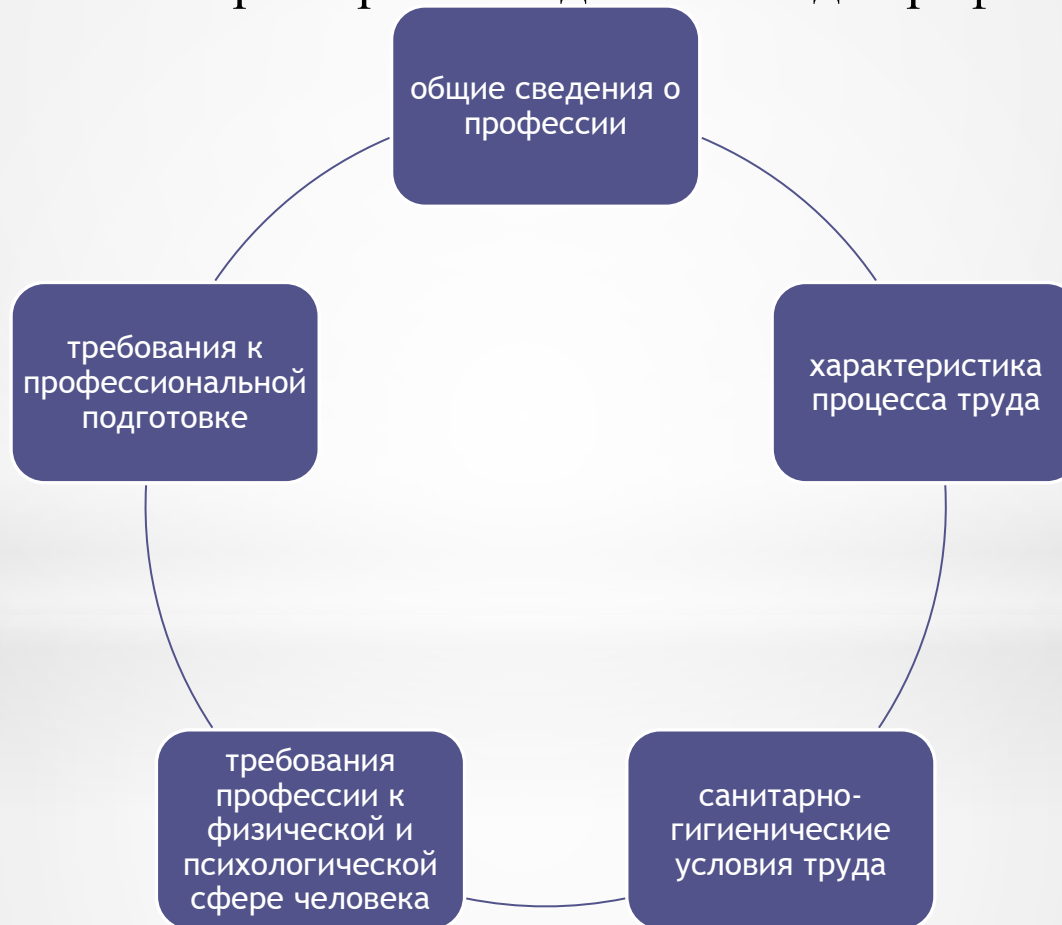 общие сведения о
профессии
характеристика
процесса труда
санитарно-
гигиенические
условия труда
требования
профессии к
физической и
психологической
сфере человека
требования к
профессиональной
подготовке